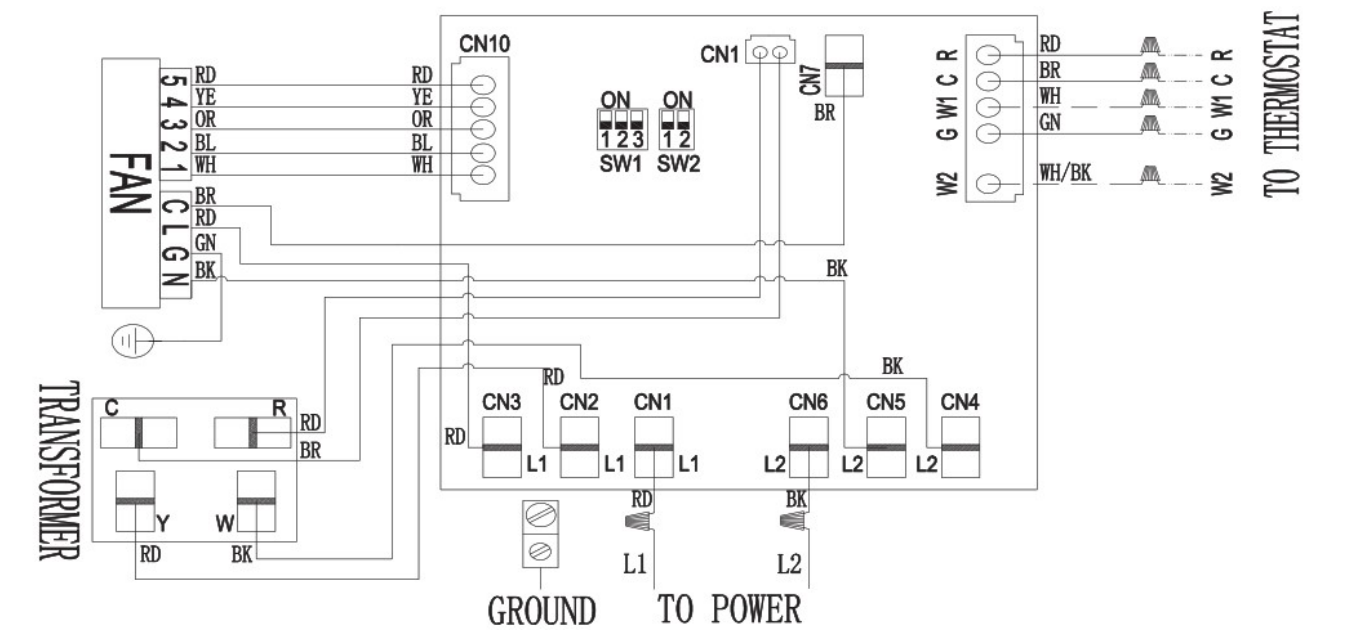 CN10
CN1
CN7
BR
ON
1 2 3
SW1
ON
1 2
SW2
FAN
5 RD RD
4 YE YE
3 OR OR
2 BL BL
1 WH WH
C BR
L RD
G GN
N BK
R RD R
C BR C
W1 WH W1
G GN G
W2 WH/BK W2
TO THERMOSTAT
BK
BK
RD
TRANSFORMER
C
R
RD
BR
Y
W
RD
BK
CN3
CN2
CN1
CN6
CN5
CN4
RD
L1
L1
L1
L2
L2
L2
RD
BK
L1
L2
GROUND
TO POWER